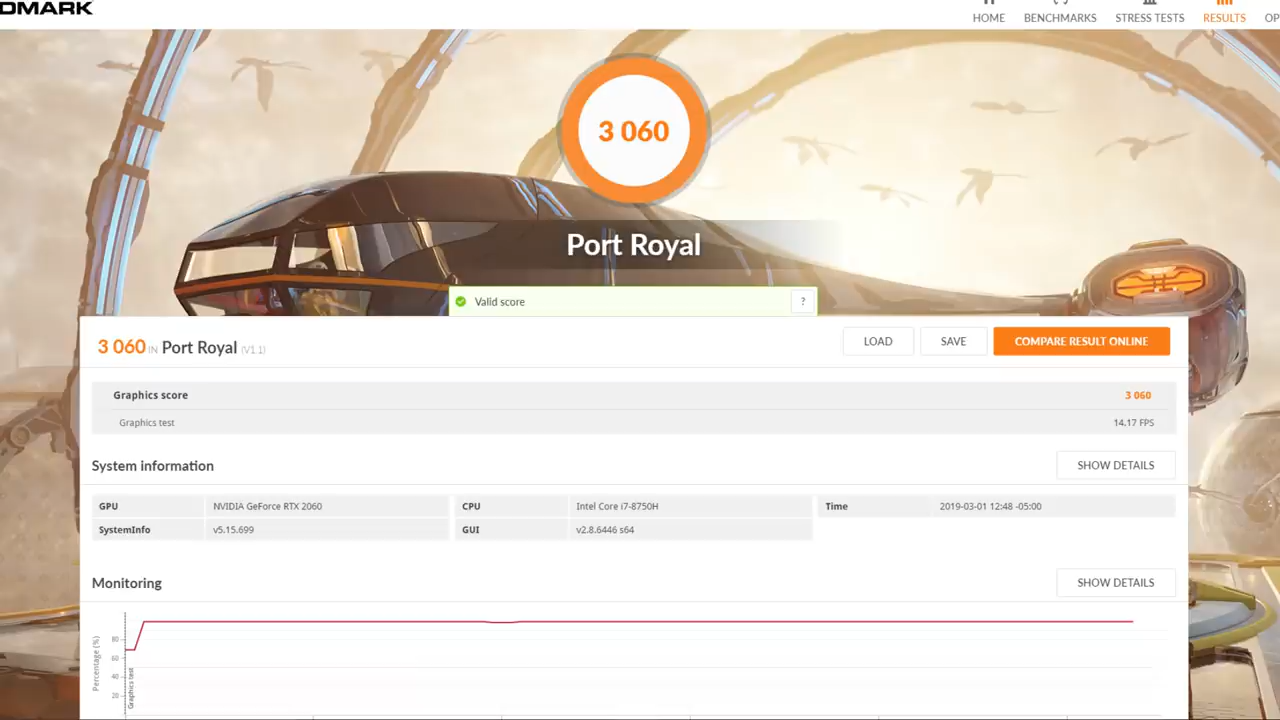 DMARK
HOME BENCHMARKS STRESS TESTS RESULTS OP
3 060
Port Royal
Valid score ?
3 060 IN Port Royal (V1.1) LOAD SAVE COMPARE RESULT ONLINE
Graphics score 3 060
Graphics test 14.17 FPS
System information SHOW DETAILS
GPU NVIDIA GeForce RTX 2060 CPU Intel Core i7-8750H Time 2019-03-01 12:48 -05:00
SystemInfo v5.15.699 GUI v2.8.6446 s64
Monitoring SHOW DETAILS
Percentage (%)
80
60
40
20
Graphics test